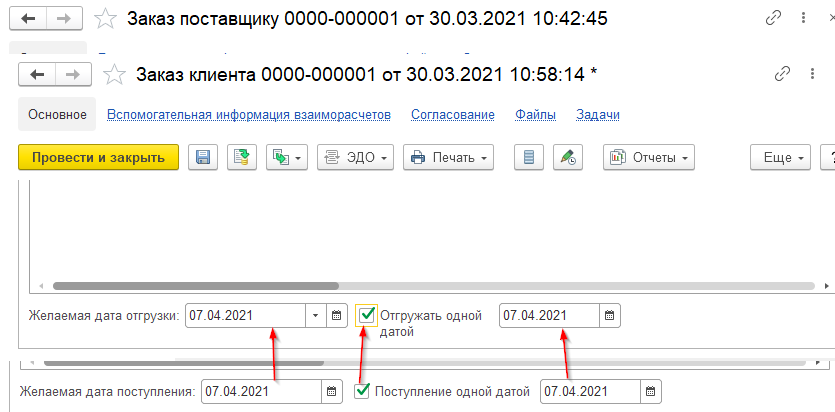 Заказ поставщику 0000-000001 от 30.03.2021 10:42:45
Заказ клиента 0000-000001 от 30.03.2021 10:58:14 *
Основное Вспомогательная информация взаиморасчетов Согласование Файлы Задачи
Провести и закрыть ЭДО Печать Отчеты Еще ?
Желаемая дата отгрузки: 07.04.2021 Отгружать одной 07.04.2021
датой
Желаемая дата поступления: 07.04.2021 Поступление одной датой 07.04.2021